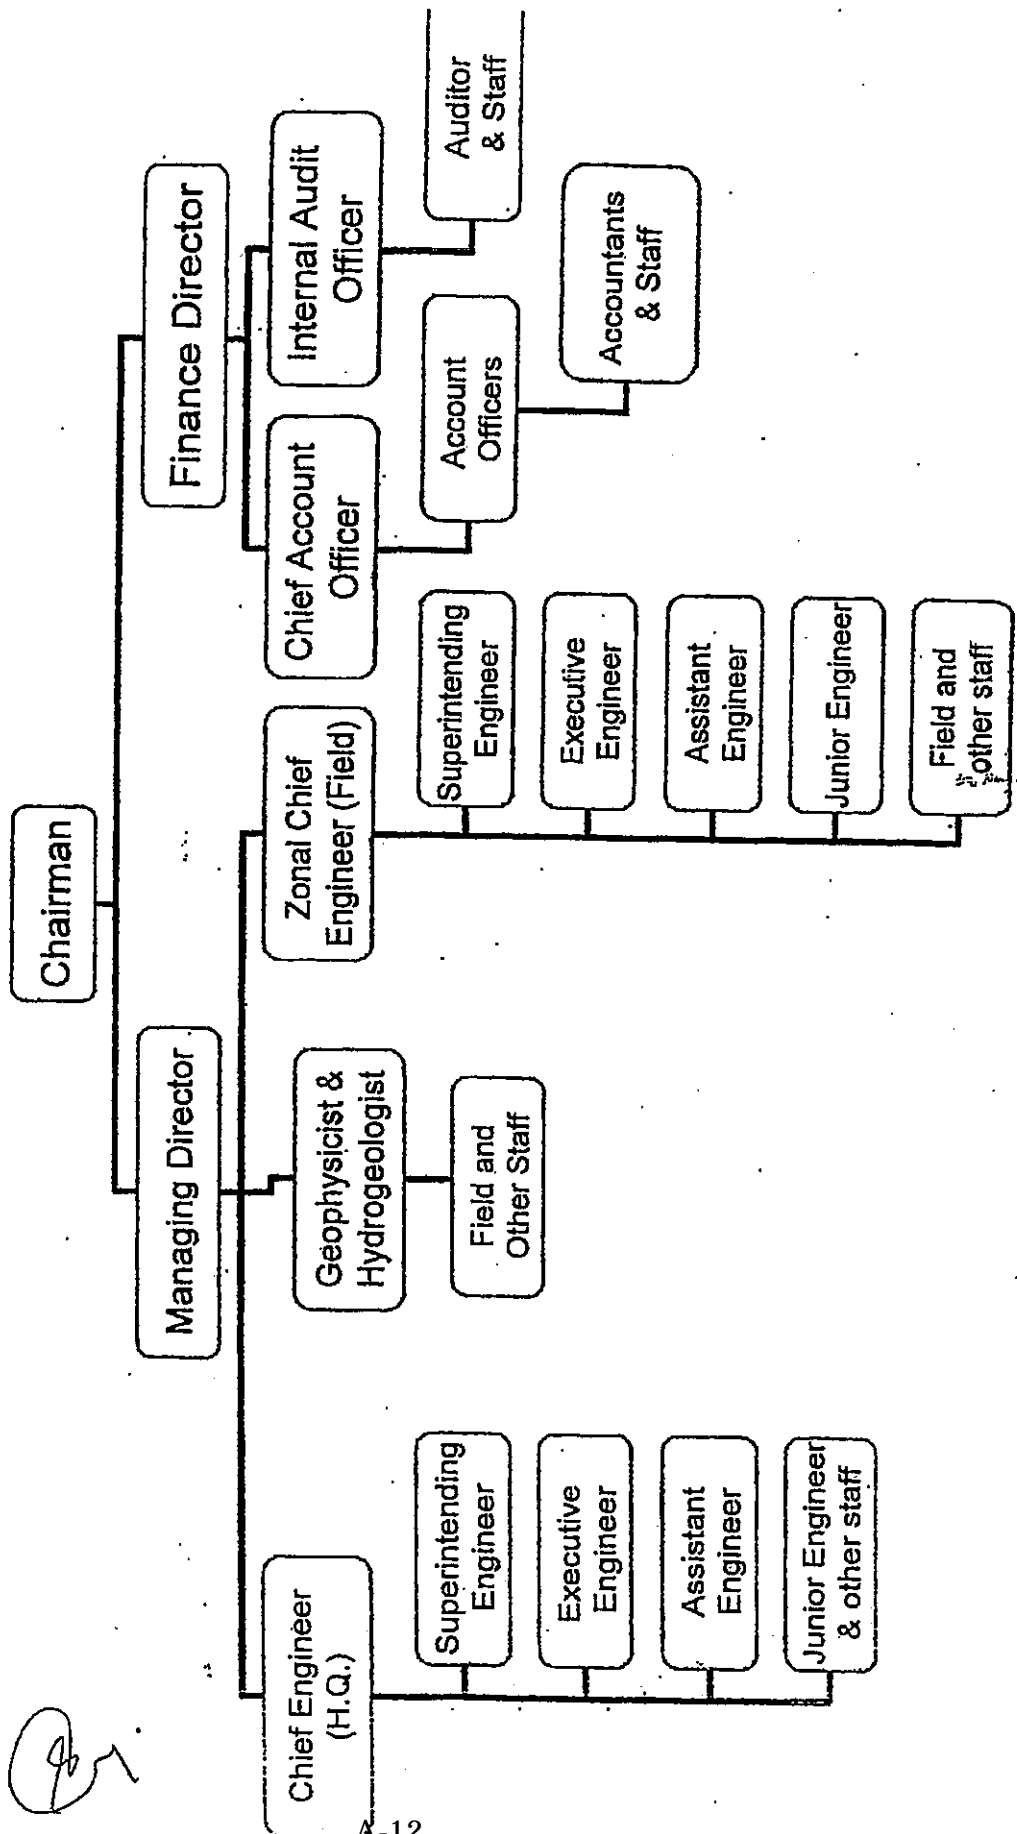 Chairman
Managing Director
Finance Director
Chief Engineer
(H.Q.)
Geophysicist &
Hydrogeologist
Zonal Chief
Engineer (Field)
Chief Account
Officer
Internal Audit
Officer
Superintending
Engineer
Executive
Engineer
Assistant
Engineer
Junior Engineer
& other staff
Field and
Other Staff
Superintending
Engineer
Executive
Engineer
Assistant
Engineer
Junior Engineer
Field and
other staff
Account
Officers
Accountants
& Staff
Auditor
& Staff
A-12